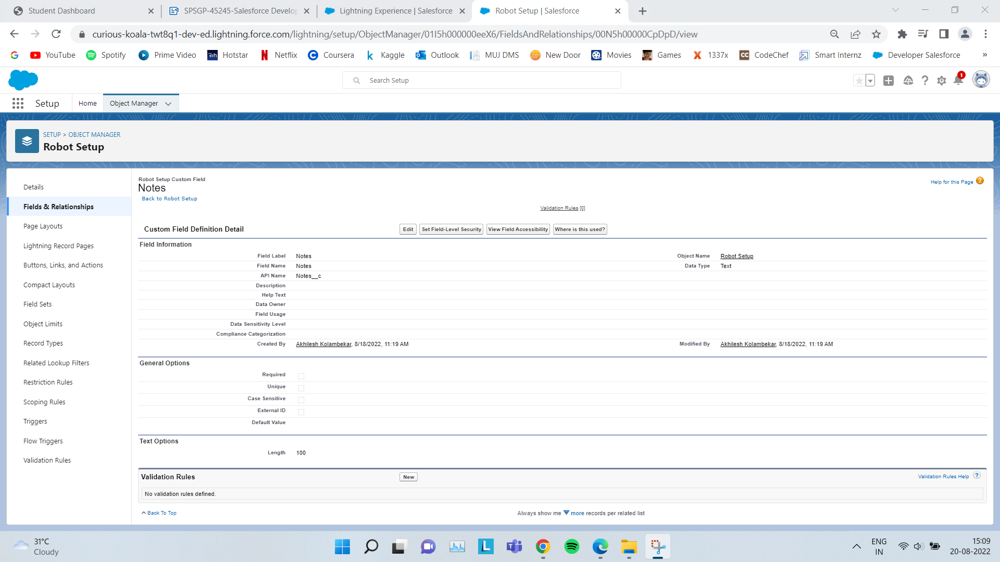 Student Dashboard
SPSGP-45245-Salesforce Develop
Lightning Experience | Salesforce
Robot Setup | Salesforce
curious-koala-twt8q1-dev-ed.lightning.force.com/lightning/setup/ObjectManager/01I5h000000eeX6/FieldsAndRelationships/00N5h00000CpDpD/view
YouTube Spotify Prime Video Hotstar Netflix Coursera Kaggle Outlook MUJ DMS New Door Movies Games 1337x CodeChef Smart Internz Developer Salesforce »
Search Setup
1
Setup Home Object Manager
SETUP > OBJECT MANAGER
Robot Setup
Details
Fields & Relationships
Page Layouts
Lightning Record Pages
Buttons, Links, and Actions
Compact Layouts
Field Sets
Object Limits
Record Types
Related Lookup Filters
Restriction Rules
Scoping Rules
Triggers
Flow Triggers
Validation Rules
Robot Setup Custom Field
Notes
Help for this Page ?
Back to Robot Setup
Validation Rules [0]
Custom Field Definition Detail Edit Set Field-Level Security View Field Accessibility Where is this used?
Field Information
Field Label Notes Object Name Robot Setup
Field Name Notes Data Type Text
API Name Notes__c
Description
Help Text
Data Owner
Field Usage
Data Sensitivity Level
Compliance Categorization
Created By Akhilesh Kolambekar, 8/18/2022, 11:19 AM Modified By Akhilesh Kolambekar, 8/18/2022, 11:19 AM
General Options
Required
Unique
Case Sensitive
External ID
Default Value
Text Options
Length 100
Validation Rules New Validation Rules Help ?
No validation rules defined.
Back To Top Always show me more records per related list
31°C
Cloudy
ENG
IN
15:09
20-08-2022